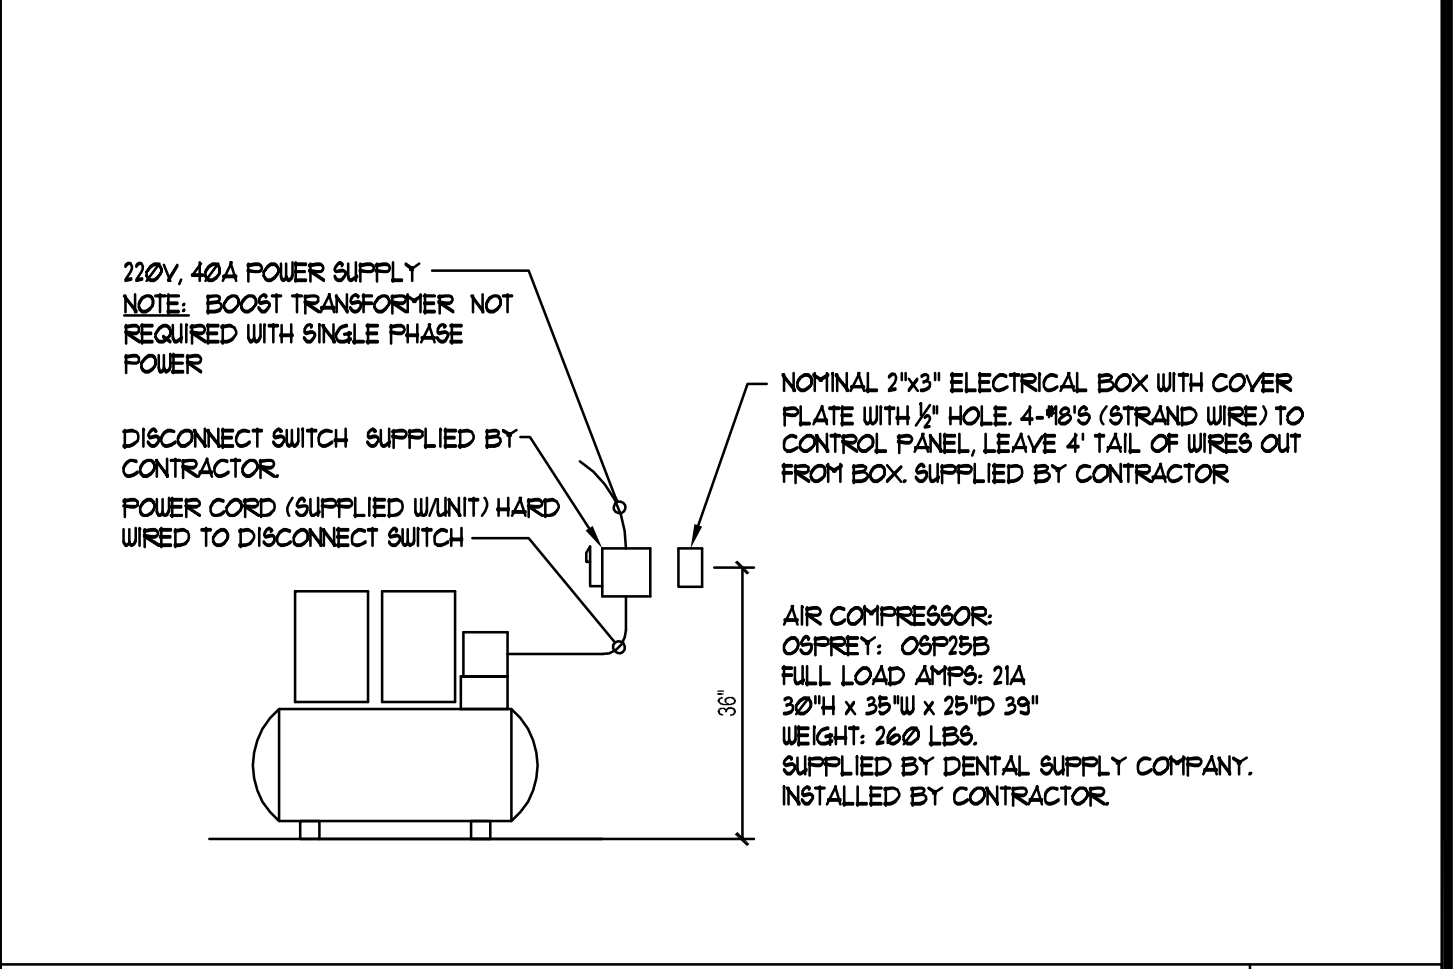 220V, 40A POWER SUPPLY
NOTE: BOOST TRANSFORMER NOT
REQUIRED WITH SINGLE PHASE
POWER
DISCONNECT SWITCH SUPPLIED BY
CONTRACTOR.
POWER CORD (SUPPLIED W/UNIT) HARD
WIRED TO DISCONNECT SWITCH
NOMINAL 2"x3" ELECTRICAL BOX WITH COVER
PLATE WITH ½" HOLE. 4-#18'S (STRAND WIRE) TO
CONTROL PANEL, LEAVE 4' TAIL OF WIRES OUT
FROM BOX. SUPPLIED BY CONTRACTOR
36"
AIR COMPRESSOR:
OSPREY: OSP25B
FULL LOAD AMPS: 21A
30"H x 35"W x 25"D 39"
WEIGHT: 260 LBS.
SUPPLIED BY DENTAL SUPPLY COMPANY.
INSTALLED BY CONTRACTOR.